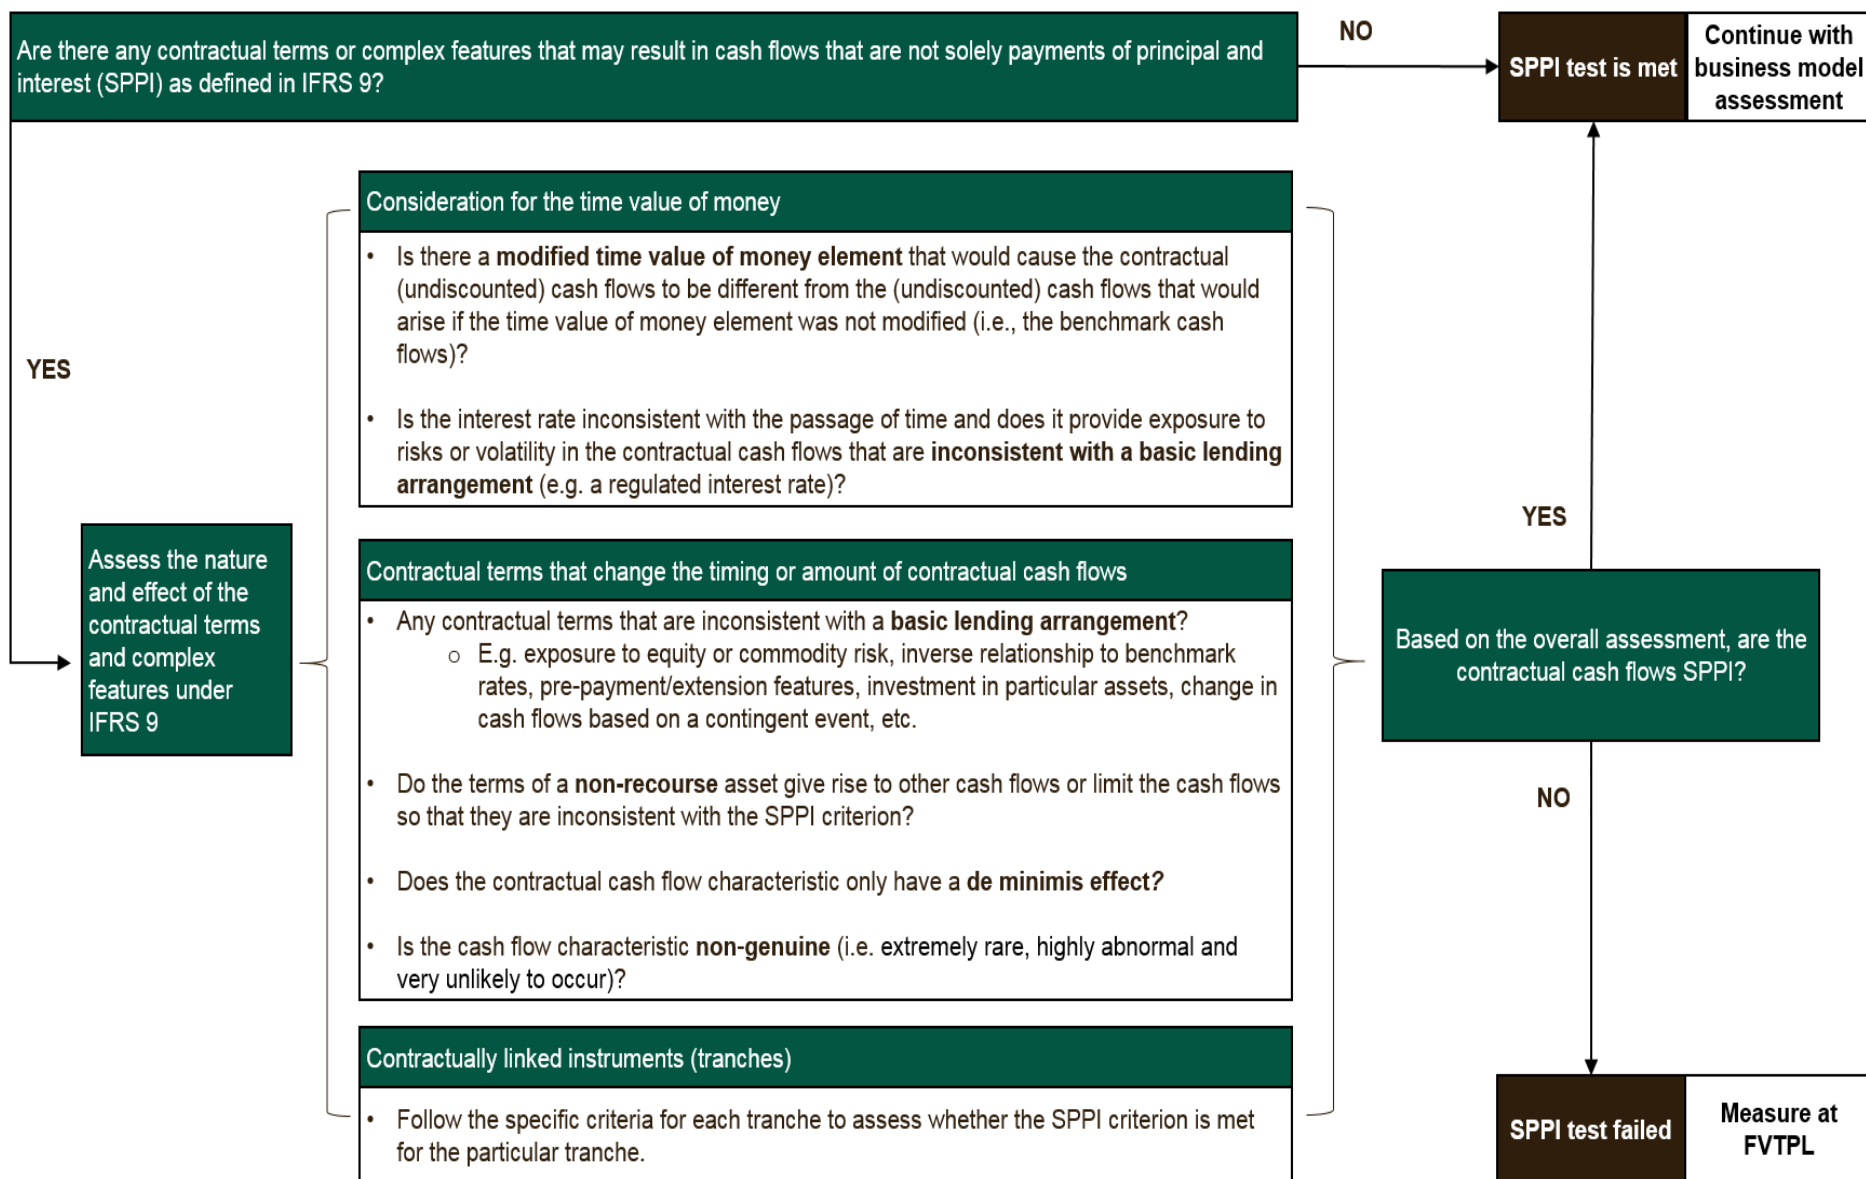 Are there any contractual terms or complex features that may result in cash flows that are not solely payments of principal and
interest (SPPI) as defined in IFRS 9?
NO
SPPI test is met
Continue with
business model
assessment
YES
Assess the nature
and effect of the
contractual terms
and complex
features under
IFRS 9
Consideration for the time value of money
• Is there a modified time value of money element that would cause the contractual
(undiscounted) cash flows to be different from the (undiscounted) cash flows that would
arise if the time value of money element was not modified (i.e., the benchmark cash
flows)?
• Is the interest rate inconsistent with the passage of time and does it provide exposure to
risks or volatility in the contractual cash flows that are inconsistent with a basic lending
arrangement (e.g. a regulated interest rate)?
Contractual terms that change the timing or amount of contractual cash flows
• Any contractual terms that are inconsistent with a basic lending arrangement?
o E.g. exposure to equity or commodity risk, inverse relationship to benchmark
rates, pre-payment/extension features, investment in particular assets, change in
cash flows based on a contingent event, etc.
• Do the terms of a non-recourse asset give rise to other cash flows or limit the cash flows
so that they are inconsistent with the SPPI criterion?
• Does the contractual cash flow characteristic only have a de minimis effect?
• Is the cash flow characteristic non-genuine (i.e. extremely rare, highly abnormal and
very unlikely to occur)?
Contractually linked instruments (tranches)
• Follow the specific criteria for each tranche to assess whether the SPPI criterion is met
for the particular tranche.
YES
Based on the overall assessment, are the
contractual cash flows SPPI?
NO
SPPI test failed
Measure at
FVTPL